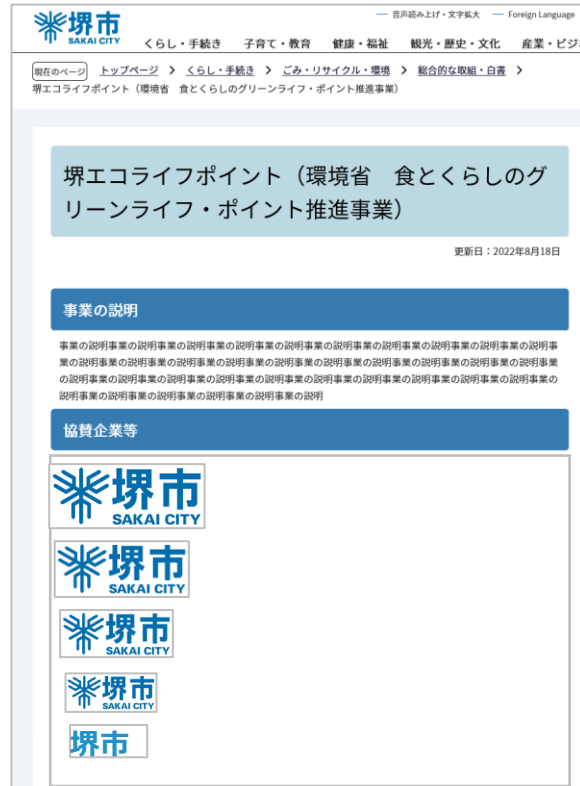 堺市
SAKAI CITY
― 音声読み上げ・文字拡大 ― Foreign Language
くらし・手続き 子育て・教育 健康・福祉 観光・歴史・文化 産業・ビジ
現在のページ トップページ > くらし・手続き > ごみ・リサイクル・環境 > 総合的な取組・白書 >
堺エコライフポイント（環境省　食とくらしのグリーンライフ・ポイント推進事業）
堺エコライフポイント（環境省　食とくらしのグ
リーンライフ・ポイント推進事業）
更新日：2022年8月18日
事業の説明
事業の説明事業の説明事業の説明事業の説明事業の説明事業の説明事業の説明事業の説明事業の説明事業の説明事
業の説明事業の説明事業の説明事業の説明事業の説明事業の説明事業の説明事業の説明事業の説明事業の説明事業
の説明事業の説明事業の説明事業の説明事業の説明事業の説明事業の説明事業の説明事業の説明事業の説明事業の
説明事業の説明事業の説明事業の説明事業の説明事業の説明
協賛企業等
堺市
SAKAI CITY
堺市
SAKAI CITY
堺市
SAKAI CITY
堺市
SAKAI CITY
堺市